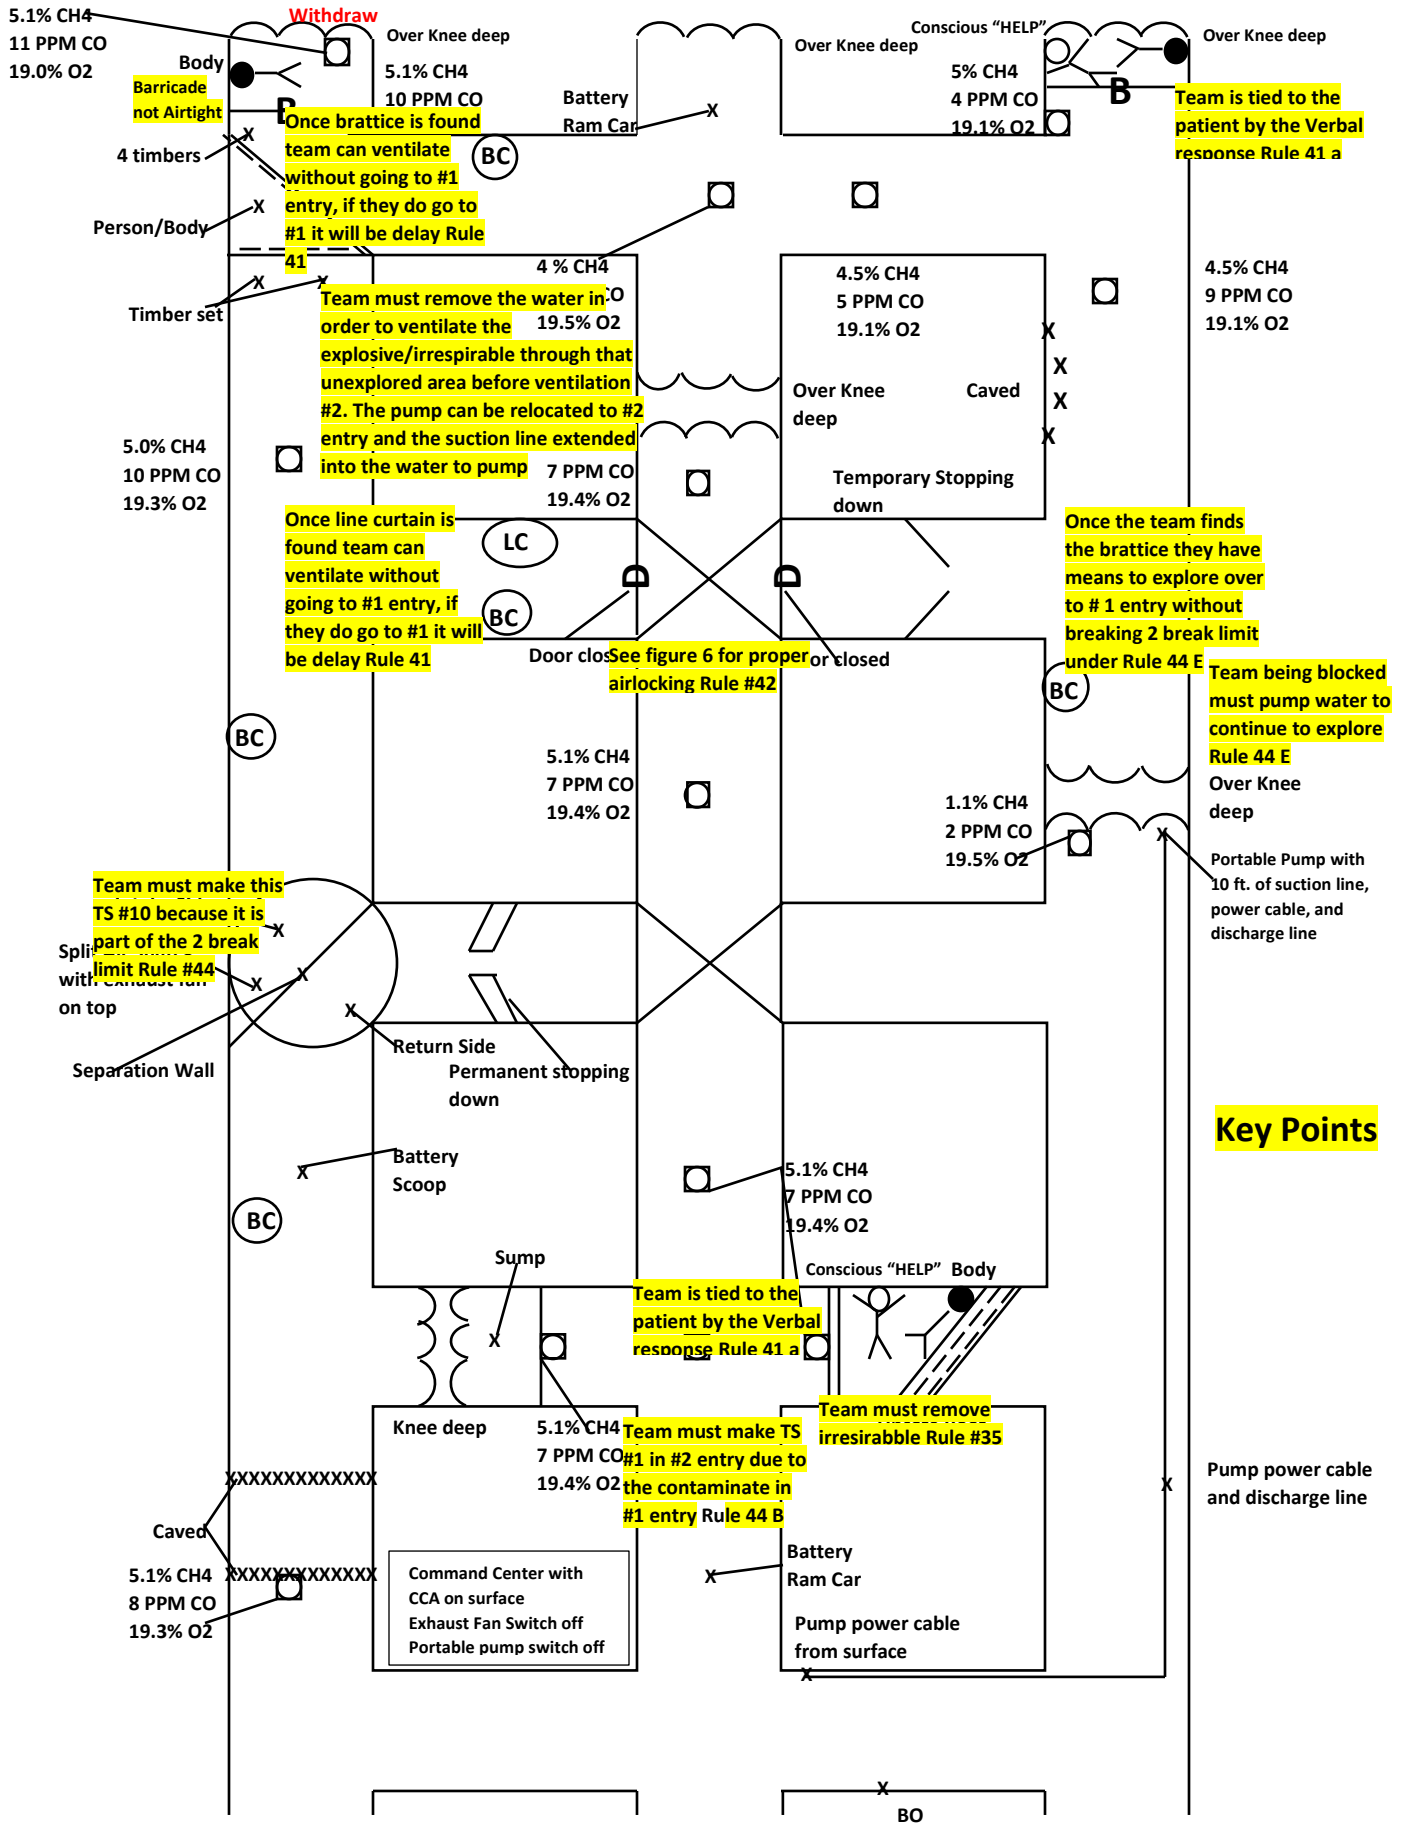 5.1% CH4
11 PPM CO
19.0% O2
Withdraw
Body
Barricade
not Airtight
B
Over Knee deep
5.1% CH4
10 PPM CO
Battery
Ram Car
X
Over Knee deep
Conscious “HELP”
5% CH4
4 PPM CO
19.1% O2
B
Over Knee deep
Team is tied to the
patient by the Verbal
response Rule 41 a
4 timbers
X
Person/Body
X
Once brattice is found
team can ventilate
without going to #1
entry, if they do go to
#1 it will be delay Rule
41
BC
Timber set
X
X
4 % CH4
CO
19.5% O2
Team must remove the water in
order to ventilate the
explosive/irrespirable through that
unexplored area before ventilation
#2. The pump can be relocated to #2
entry and the suction line extended
into the water to pump
4.5% CH4
5 PPM CO
19.1% O2
4.5% CH4
9 PPM CO
19.1% O2
X
X
X
X
Over Knee
deep
Caved
5.0% CH4
10 PPM CO
19.3% O2
7 PPM CO
19.4% O2
Temporary Stopping
down
Once line curtain is
found team can
ventilate without
going to #1 entry, if
they do go to #1 it will
be delay Rule 41
LC
BC
D
D
Door clos
or closed
See figure 6 for proper
airlocking Rule #42
Once the team finds
the brattice they have
means to explore over
to # 1 entry without
breaking 2 break limit
under Rule 44 E
BC
Team being blocked
must pump water to
continue to explore
Rule 44 E
Over Knee
deep
BC
5.1% CH4
7 PPM CO
19.4% O2
1.1% CH4
2 PPM CO
19.5% O2
X
Portable Pump with
10 ft. of suction line,
power cable, and
discharge line
Team must make this
TS #10 because it is
part of the 2 break
limit Rule #44
Spli
with exhaust fan
on top
X
X
X
X
Separation Wall
Return Side
Permanent stopping
down
Key Points
Battery
Scoop
X
BC
5.1% CH4
7 PPM CO
19.4% O2
Sump
X
Conscious “HELP” Body
Team is tied to the
patient by the Verbal
response Rule 41 a
Team must remove
irresirabble Rule #35
Knee deep
5.1% CH4
7 PPM CO
19.4% O2
Team must make TS
#1 in #2 entry due to
the contaminate in
#1 entry Rule 44 B
XXXXXXXXXXXXX
Caved
XXXXXXXXXXXXX
5.1% CH4
8 PPM CO
19.3% O2
Command Center with
CCA on surface
Exhaust Fan Switch off
Portable pump switch off
X
Battery
Ram Car
Pump power cable
from surface
X
X
Pump power cable
and discharge line
X
BO